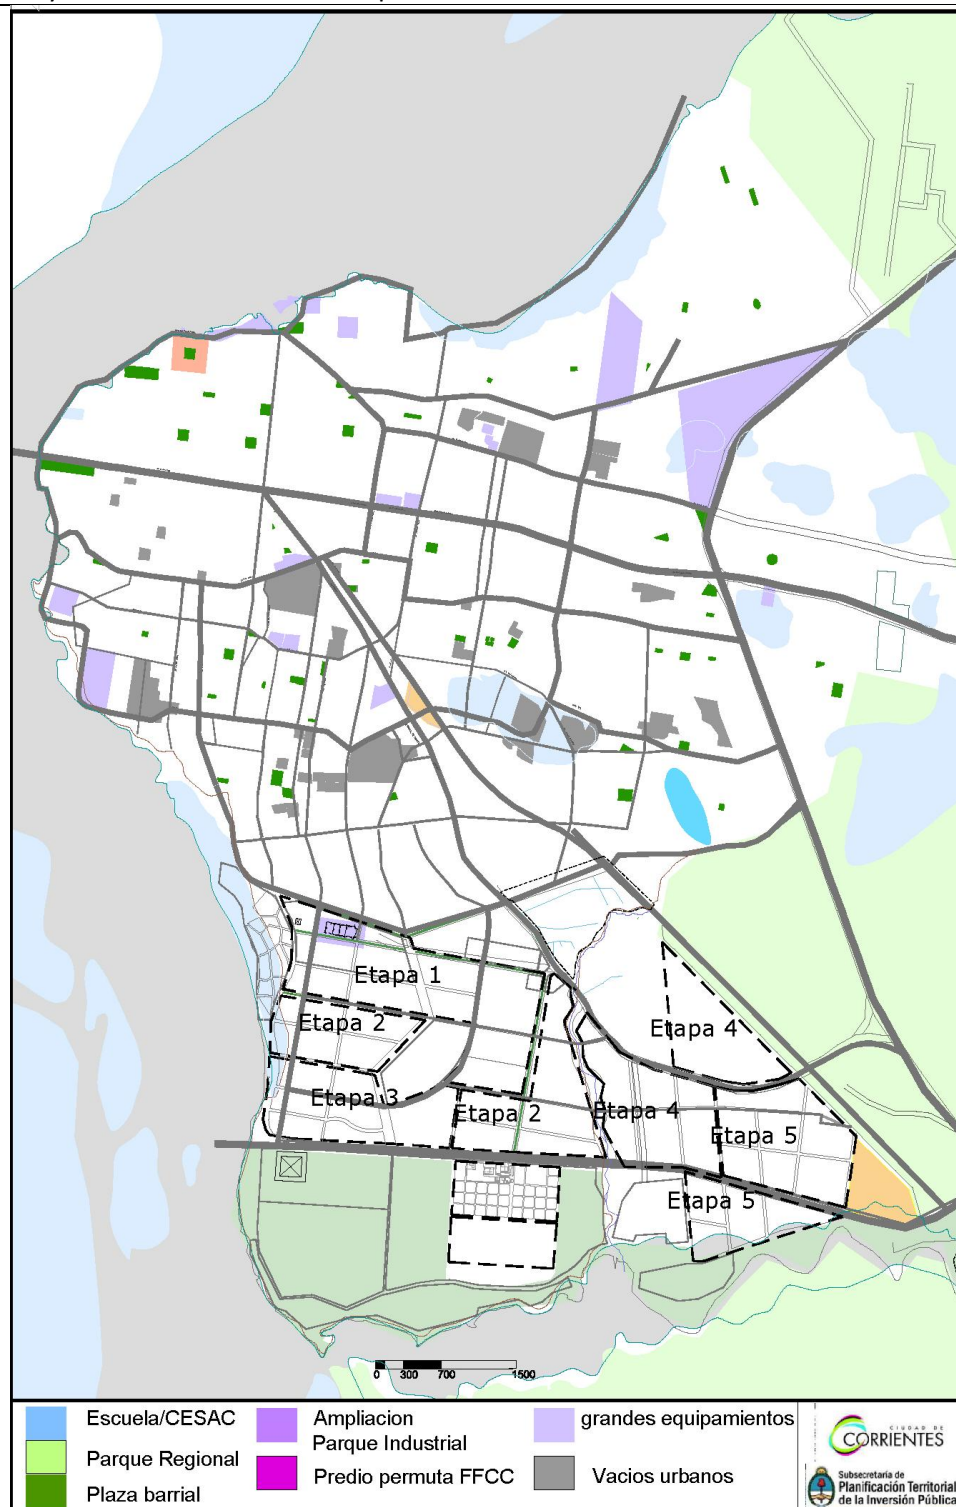 Etapa 1
Etapa 2
Etapa 4
Etapa 3
Etapa 2
Etapa 4
Etapa 5
Etapa 5
0 300 700 1500
Escuela/CESAC
Parque Regional
Plaza barrial
Ampliacion
Parque Industrial
Predio permuta FFCC
grandes equipamientos
Vacios urbanos
CIUDAD DE
CORRIENTES
Subsecretaría de
Planificación Territorial
de la Inversión Pública